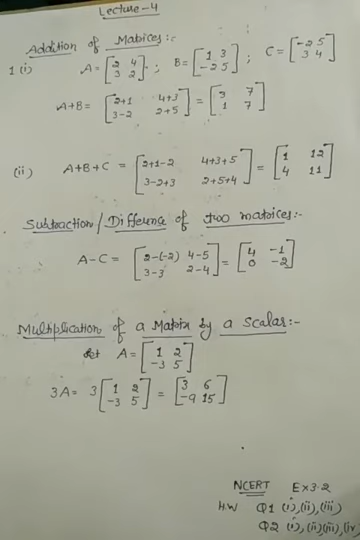 Lecture-4
Addition of Matices:-
1 (i) A = [2 4; 3 2] ; B = [1 3; -2 5] ; C = [-2 5; 3 4]
A+B = [2+1 4+3; 3-2 2+5] = [3 7; 1 7]
(ii) A+B+C = [2+1-2 4+3+5; 3-2+3 2+5+4] = [1 12; 4 11]
Subtraction/Difference of two matrices:-
A-C = [2-(-2) 4-5; 3-3 2-4] = [4 -1; 0 -2]
Multiplication of a Matrix by a Scalar:-
let A = [1 2; -3 5]
3A = 3 [1 2; -3 5] = [3 6; -9 15]
NCERT Ex 3.2
H.W Q1 (i),(ii),(iii)
Q2 (i),(ii)(iii),(iv)